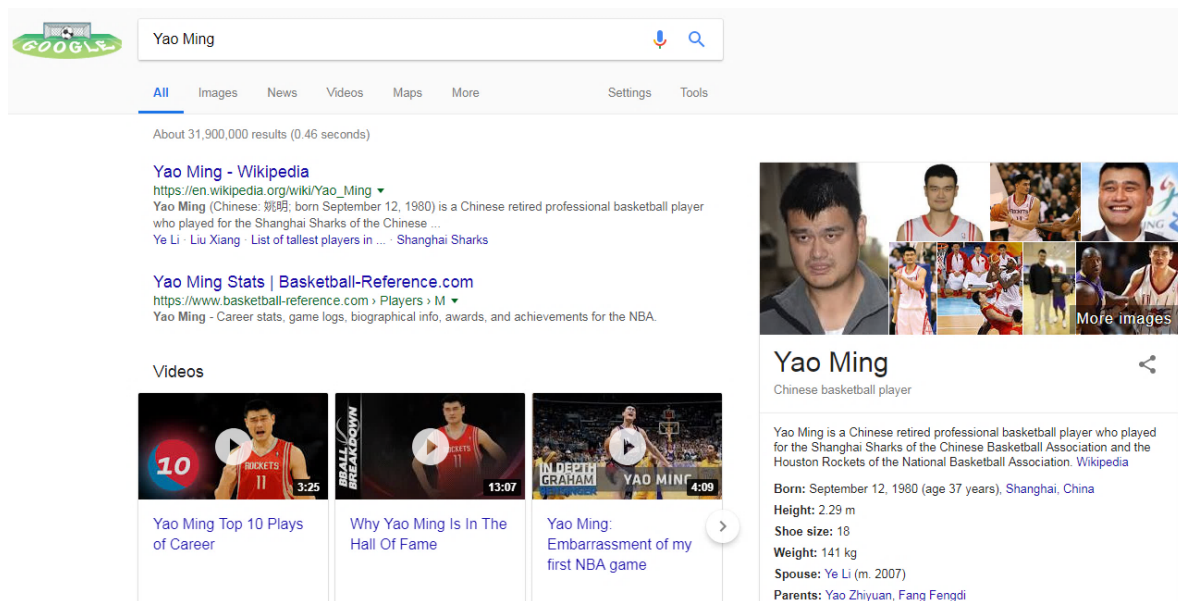 GOOGLE
Yao Ming
All Images News Videos Maps More Settings Tools
About 31,900,000 results (0.46 seconds)
Yao Ming - Wikipedia
https://en.wikipedia.org/wiki/Yao_Ming
Yao Ming (Chinese: 姚明; born September 12, 1980) is a Chinese retired professional basketball player
who played for the Shanghai Sharks of the Chinese ...
Ye Li · Liu Xiang · List of tallest players in ... · Shanghai Sharks
Yao Ming Stats | Basketball-Reference.com
https://www.basketball-reference.com › Players › M
Yao Ming - Career stats, game logs, biographical info, awards, and achievements for the NBA.
Videos
10
ROCKETS
11
3:25
Yao Ming Top 10 Plays
of Career
BBALL
BREAKDOWN
ROCKETS
11
13:07
Why Yao Ming Is In The
Hall Of Fame
IN DEPTH
GRAHAM
BENSINGER
YAO MING
4:09
Yao Ming:
Embarrassment of my
first NBA game
More images
Yao Ming
Chinese basketball player
Yao Ming is a Chinese retired professional basketball player who played
for the Shanghai Sharks of the Chinese Basketball Association and the
Houston Rockets of the National Basketball Association. Wikipedia
Born: September 12, 1980 (age 37 years), Shanghai, China
Height: 2.29 m
Shoe size: 18
Weight: 141 kg
Spouse: Ye Li (m. 2007)
Parents: Yao Zhiyuan, Fang Fengdi